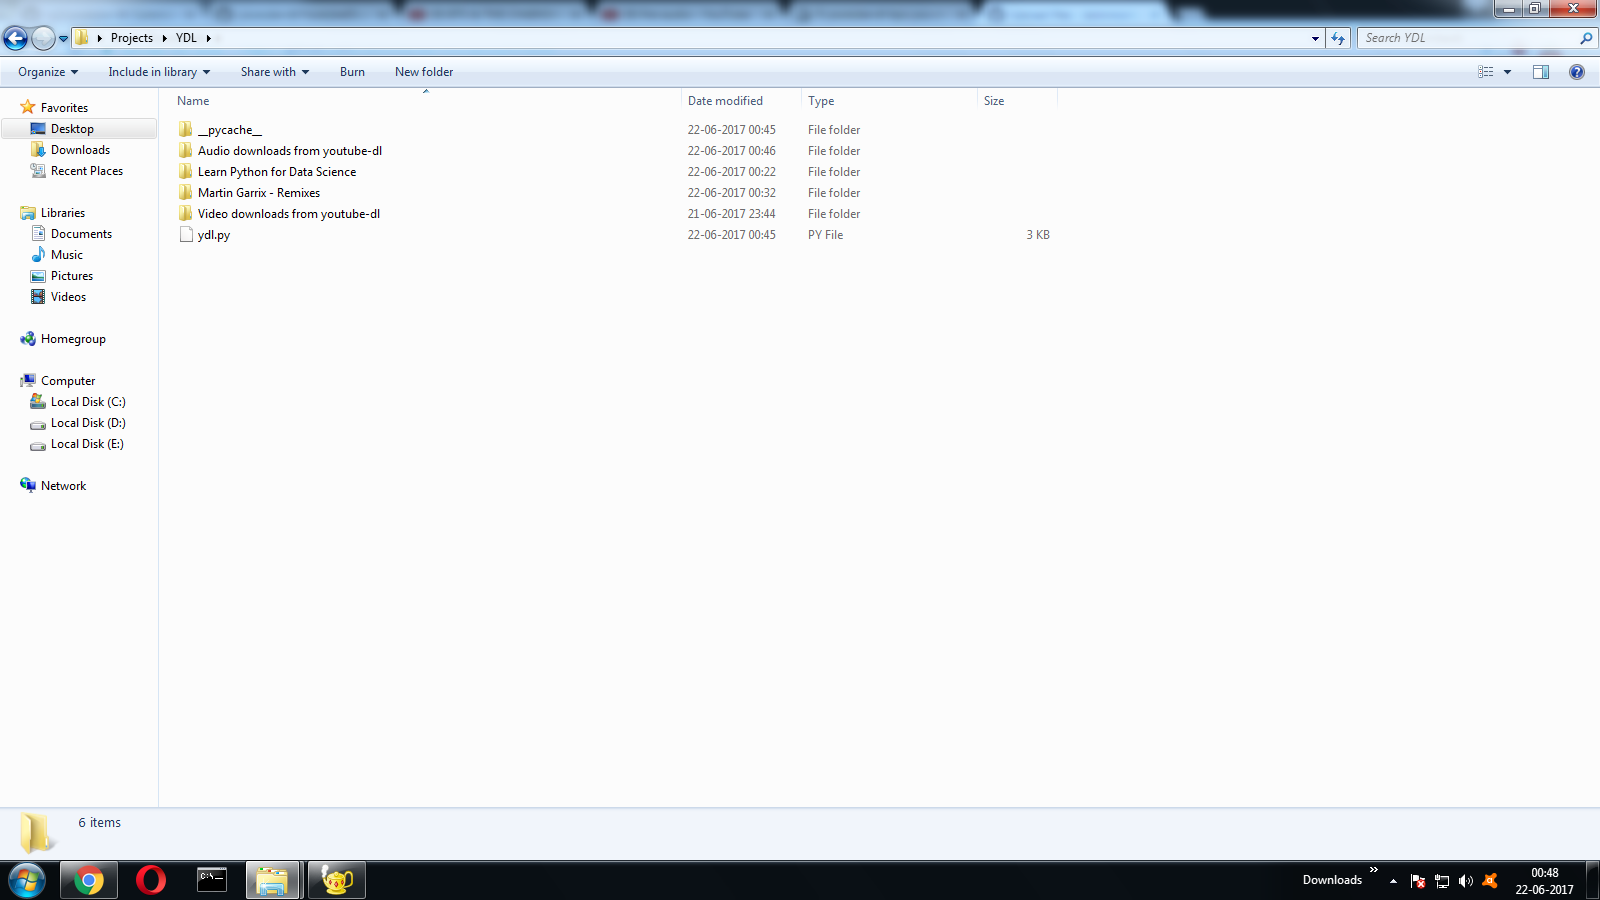 Projects YDL
Search YDL
Organize Include in library Share with Burn New folder
Name Date modified Type Size
Favorites
Desktop
Downloads
Recent Places
Libraries
Documents
Music
Pictures
Videos
Homegroup
Computer
Local Disk (C:)
Local Disk (D:)
Local Disk (E:)
Network
__pycache__ 22-06-2017 00:45 File folder
Audio downloads from youtube-dl 22-06-2017 00:46 File folder
Learn Python for Data Science 22-06-2017 00:22 File folder
Martin Garrix - Remixes 22-06-2017 00:32 File folder
Video downloads from youtube-dl 21-06-2017 23:44 File folder
ydl.py 22-06-2017 00:45 PY File 3 KB
6 items
C:\_
Downloads
00:48
22-06-2017